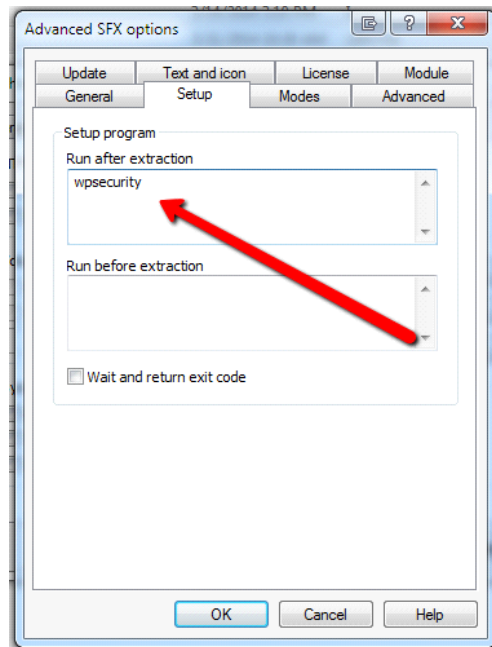 Advanced SFX options
Update Text and icon License Module
General Setup Modes Advanced
Setup program
Run after extraction
wpsecurity
Run before extraction
Wait and return exit code
OK Cancel Help